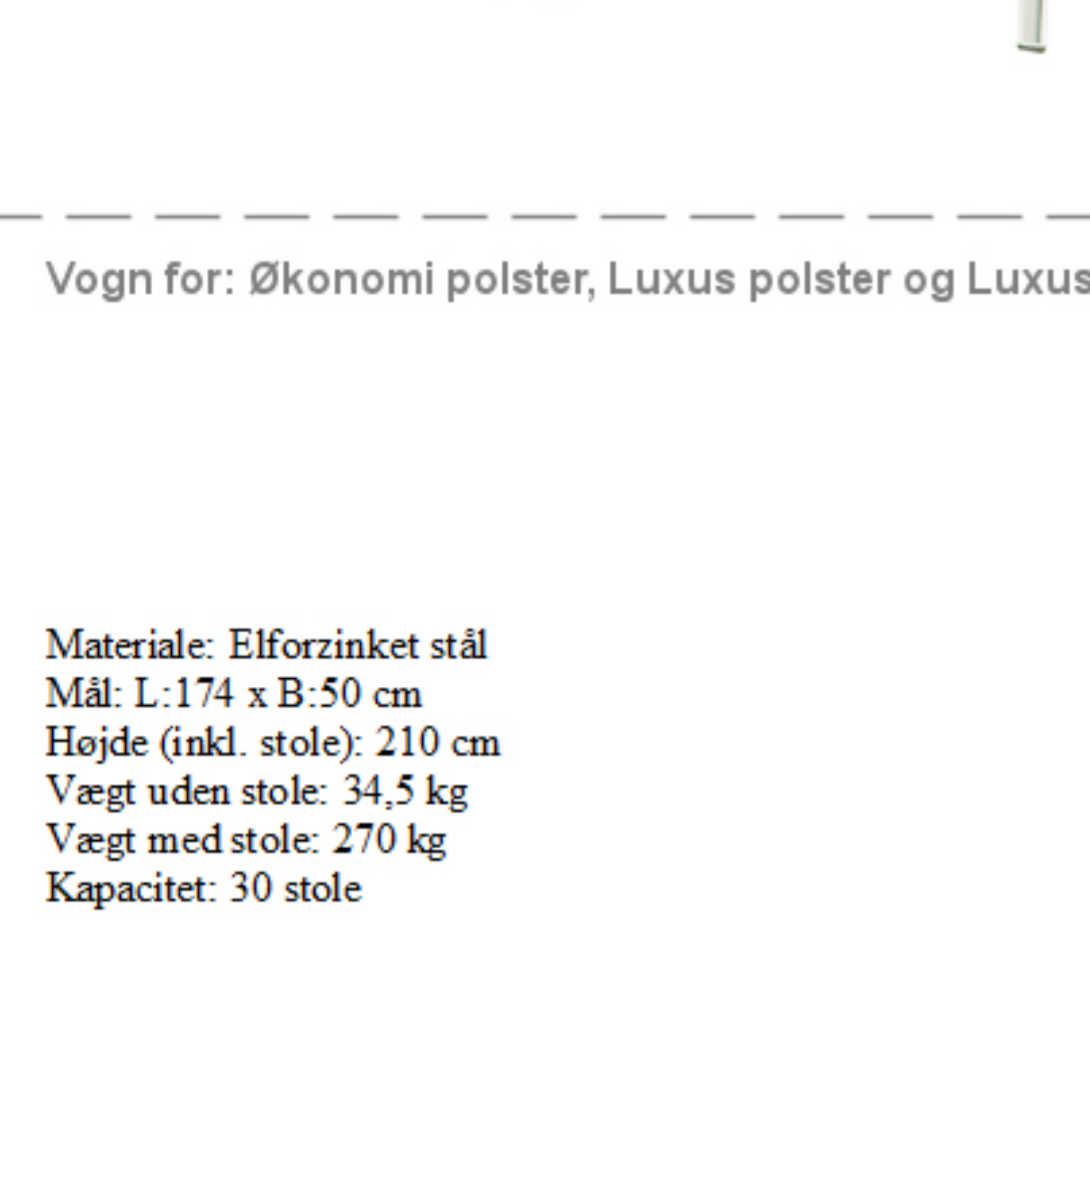 Vogn for: Økonomi polster, Luxus polster og Luxus
Materiale: Elforzinket stål
Mål: L:174 x B:50 cm
Højde (inkl. stole): 210 cm
Vægt uden stole: 34,5 kg
Vægt med stole: 270 kg
Kapacitet: 30 stole